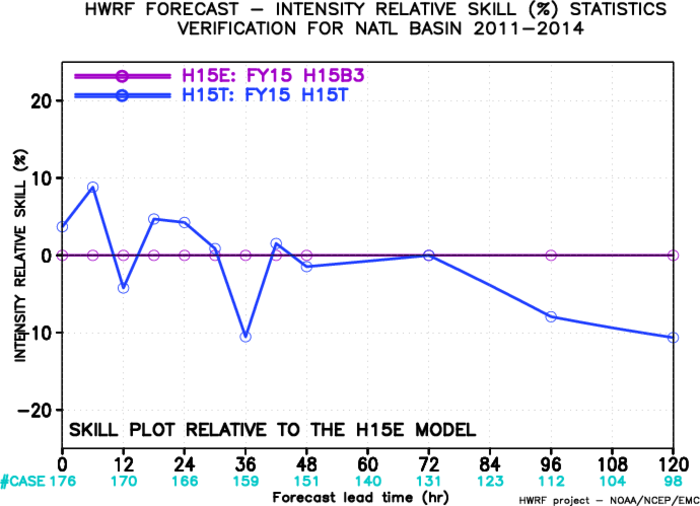 HWRF FORECAST – INTENSITY RELATIVE SKILL (%) STATISTICS
VERIFICATION FOR NATL BASIN 2011–2014
H15E: FY15 H15B3
H15T: FY15 H15T
INTENSITY RELATIVE SKILL (%)
20
10
0
–10
–20
SKILL PLOT RELATIVE TO THE H15E MODEL
0 12 24 36 48 60 72 84 96 108 120
#CASE 176 170 166 159 151 140 131 123 112 104 98
Forecast lead time (hr)
HWRF project – NOAA/NCEP/EMC